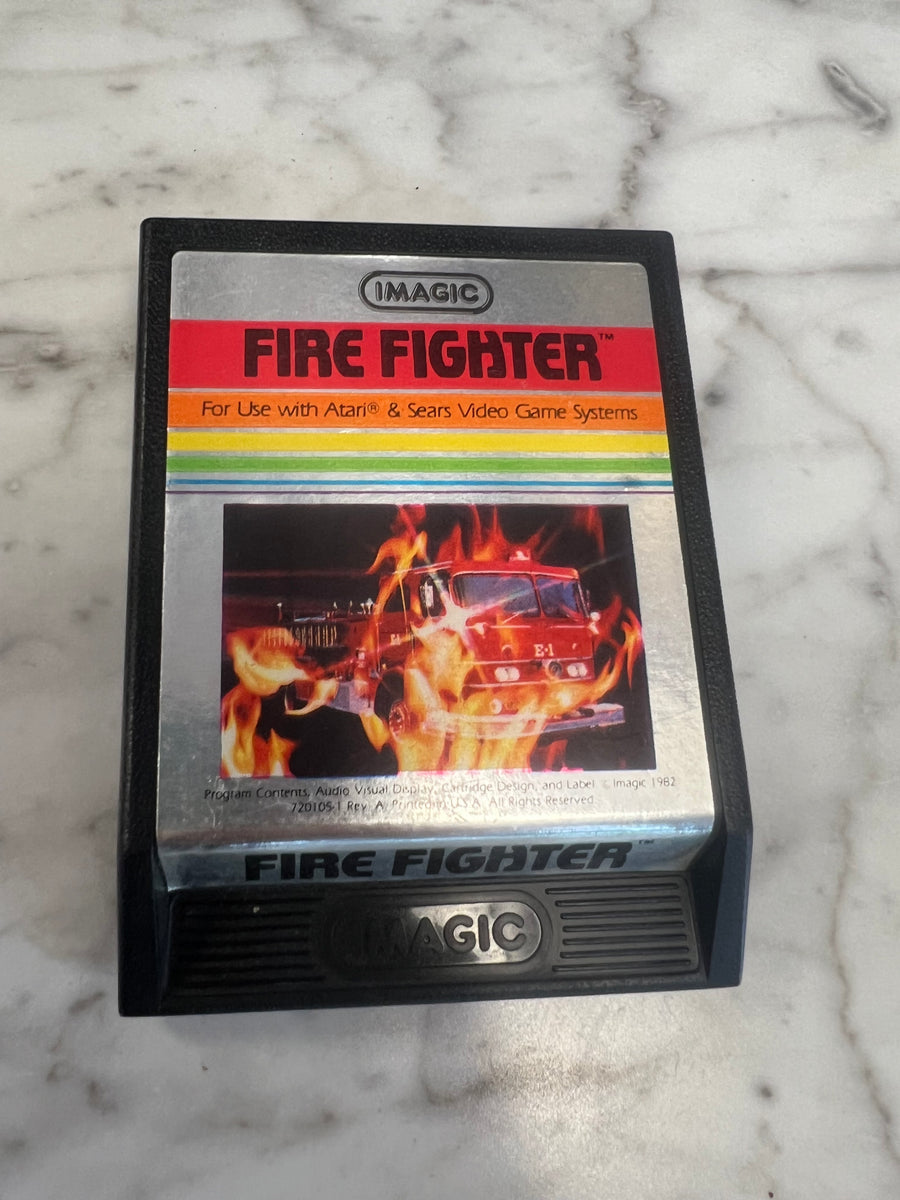 IMAGIC
FIRE FIGHTER™
For Use with Atari® & Sears Video Game Systems
E-1
Program Contents, Audio Visual Display, Cartridge Design, and Label © Imagic 1982
720105-1 Rev. A Printed in U.S.A. All Rights Reserved
FIRE FIGHTER™
IMAGIC